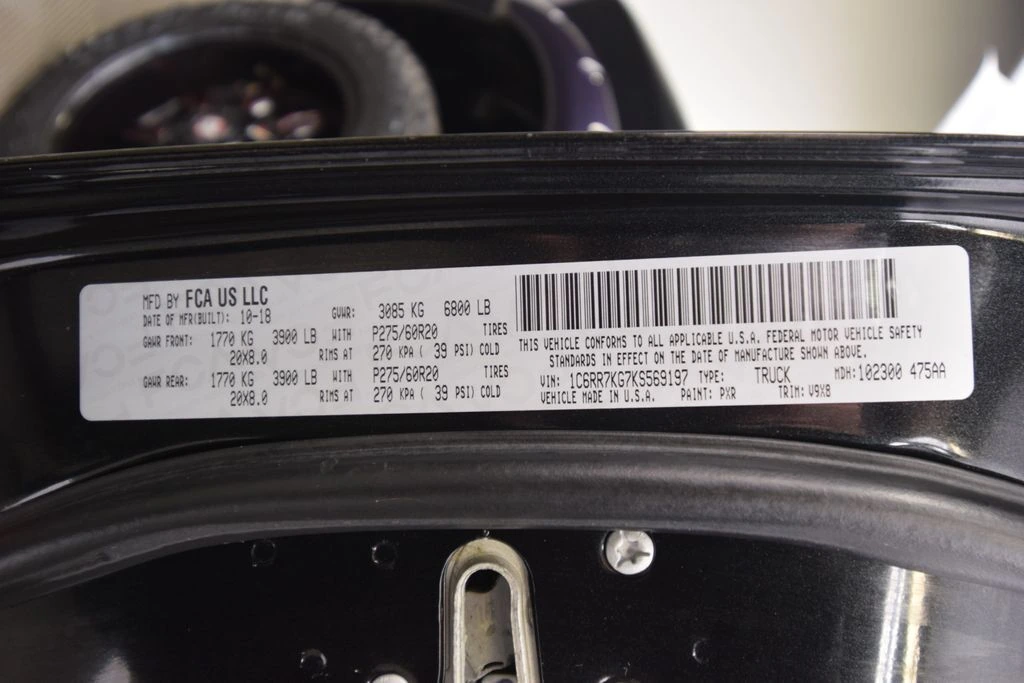 MFD BY FCA US LLC
DATE OF MFR(BUILT): 10-18 GVWR: 3085 KG 6800 LB
GAWR FRONT: 1770 KG 3900 LB WITH P275/60R20 TIRES
20X8.0 RIMS AT 270 KPA ( 39 PSI) COLD
GAWR REAR: 1770 KG 3900 LB WITH P275/60R20 TIRES
20X8.0 RIMS AT 270 KPA ( 39 PSI) COLD
THIS VEHICLE CONFORMS TO ALL APPLICABLE U.S.A. FEDERAL MOTOR VEHICLE SAFETY
STANDARDS IN EFFECT ON THE DATE OF MANUFACTURE SHOWN ABOVE.
VIN: 1C6RR7KG7KS569197 TYPE: TRUCK MDH:102300 475AA
VEHICLE MADE IN U.S.A. PAINT: PXR TRIM: V9X8